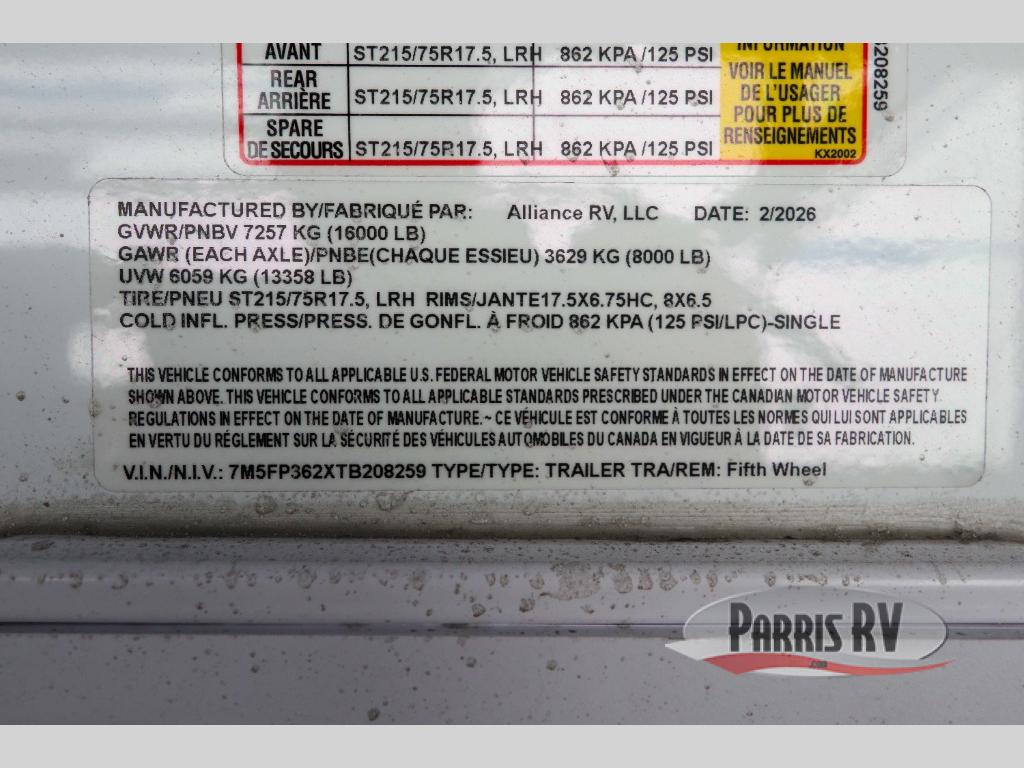 AVANT ST215/75R17.5, LRH 862 KPA /125 PSI
REAR
ARRIÈRE ST215/75R17.5, LRH 862 KPA /125 PSI
SPARE
DE SECOURS ST215/75R17.5, LRH 862 KPA /125 PSI
INFORMATION
VOIR LE MANUEL
DE L'USAGER
POUR PLUS DE
RENSEIGNEMENTS
KX2002
208259
MANUFACTURED BY/FABRIQUÉ PAR: Alliance RV, LLC DATE: 2/2026
GVWR/PNBV 7257 KG (16000 LB)
GAWR (EACH AXLE)/PNBE(CHAQUE ESSIEU) 3629 KG (8000 LB)
UVW 6059 KG (13358 LB)
TIRE/PNEU ST215/75R17.5, LRH RIMS/JANTE17.5X6.75HC, 8X6.5
COLD INFL. PRESS/PRESS. DE GONFL. À FROID 862 KPA (125 PSI/LPC)-SINGLE
THIS VEHICLE CONFORMS TO ALL APPLICABLE U.S. FEDERAL MOTOR VEHICLE SAFETY STANDARDS IN EFFECT ON THE DATE OF MANUFACTURE
SHOWN ABOVE. THIS VEHICLE CONFORMS TO ALL APPLICABLE STANDARDS PRESCRIBED UNDER THE CANADIAN MOTOR VEHICLE SAFETY
REGULATIONS IN EFFECT ON THE DATE OF MANUFACTURE. ~ CE VÉHICULE EST CONFORME À TOUTES LES NORMES QUI LUI SONT APPLICABLES
EN VERTU DU RÉGLEMENT SUR LA SÉCURITÉ DES VÉHICULES AUTOMOBILES DU CANADA EN VIGUEUR À LA DATE DE SA FABRICATION.
V.I.N./N.I.V.: 7M5FP362XTB208259 TYPE/TYPE: TRAILER TRA/REM: Fifth Wheel
PARRIS RV
.com